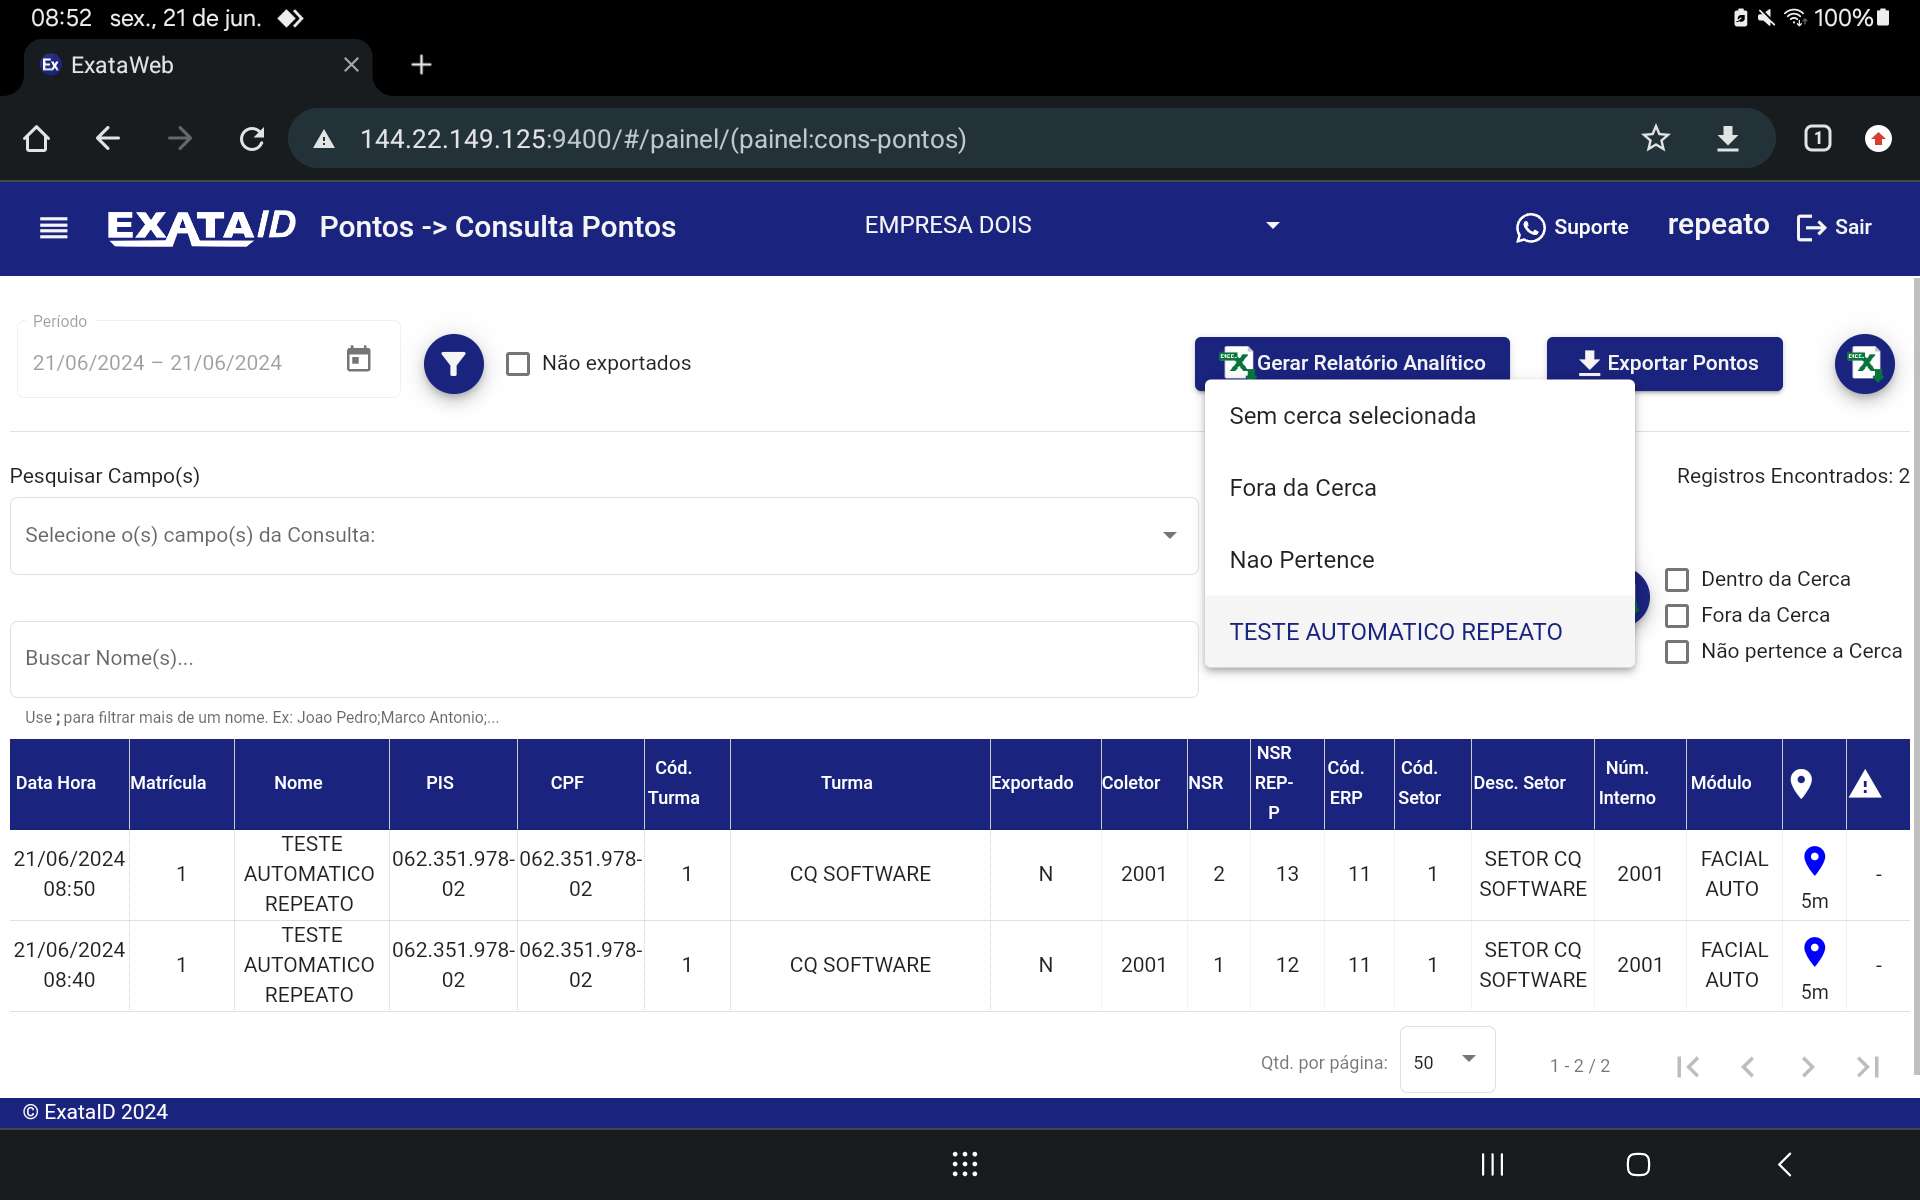 08:52 sex., 21 de jun. 100%
Ex ExataWeb
144.22.149.125:9400/#/painel/(painel:cons-pontos) 1
EXATA/ID Pontos -> Consulta Pontos EMPRESA DOIS Suporte repeato Sair
Período
21/06/2024 – 21/06/2024 Não exportados Gerar Relatório Analítico Exportar Pontos
Sem cerca selecionada
Pesquisar Campo(s) Registros Encontrados: 2
Fora da Cerca
Selecione o(s) campo(s) da Consulta:
Nao Pertence
Dentro da Cerca
Fora da Cerca
TESTE AUTOMATICO REPEATO
Não pertence a Cerca
Buscar Nome(s)...
Use ; para filtrar mais de um nome. Ex: Joao Pedro;Marco Antonio;...
Data Hora Matrícula Nome PIS CPF Cód. Turma Turma Exportado Coletor NSR NSR REP-P Cód. ERP Cód. Setor Desc. Setor Núm. Interno Módulo
21/06/2024 08:50 1 TESTE AUTOMATICO REPEATO 062.351.978-02 062.351.978-02 1 CQ SOFTWARE N 2001 2 13 11 1 SETOR CQ SOFTWARE 2001 FACIAL AUTO 5m -
21/06/2024 08:40 1 TESTE AUTOMATICO REPEATO 062.351.978-02 062.351.978-02 1 CQ SOFTWARE N 2001 1 12 11 1 SETOR CQ SOFTWARE 2001 FACIAL AUTO 5m -
Qtd. por página: 50 1 - 2 / 2
© ExataID 2024